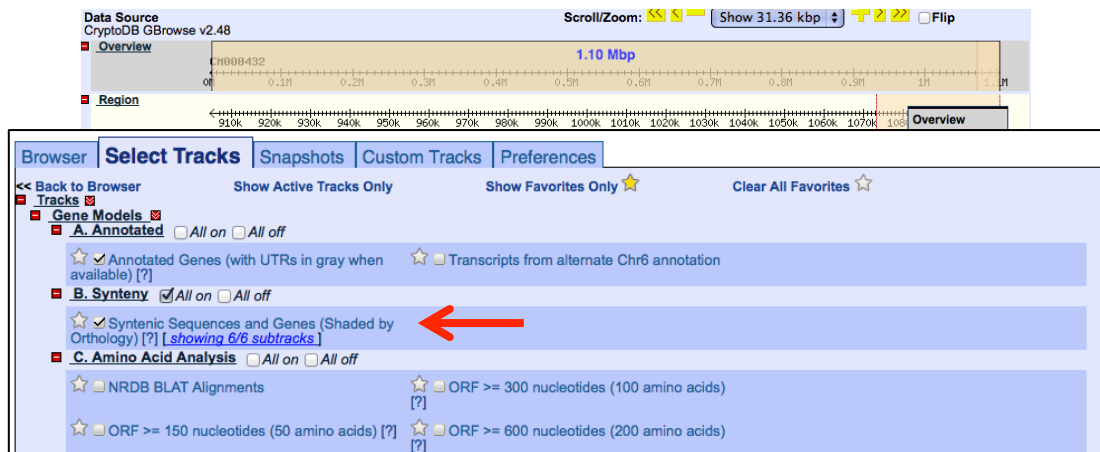 Data Source
Scroll/Zoom: << < Show 31.36 kbp > >> Flip
CryptoDB GBrowse v2.48
Overview
1.10 Mbp
CM000432
0M 0.1M 0.2M 0.3M 0.4M 0.5M 0.6M 0.7M 0.8M 0.9M 1M
Region
910k 920k 930k 940k 950k 960k 970k 980k 990k 1000k 1010k 1020k 1030k 1040k 1050k 1060k 1070k Overview
Browser Select Tracks Snapshots Custom Tracks Preferences
<< Back to Browser Show Active Tracks Only Show Favorites Only Clear All Favorites
Tracks
Gene Models
A. Annotated All on All off
Annotated Genes (with UTRs in gray when Transcripts from alternate Chr6 annotation
available) [?]
B. Synteny All on All off
Syntenic Sequences and Genes (Shaded by
Orthology) [?] [ showing 6/6 subtracks ]
C. Amino Acid Analysis All on All off
NRDB BLAT Alignments ORF >= 300 nucleotides (100 amino acids)
[?]
ORF >= 150 nucleotides (50 amino acids) [?] ORF >= 600 nucleotides (200 amino acids)
[?]